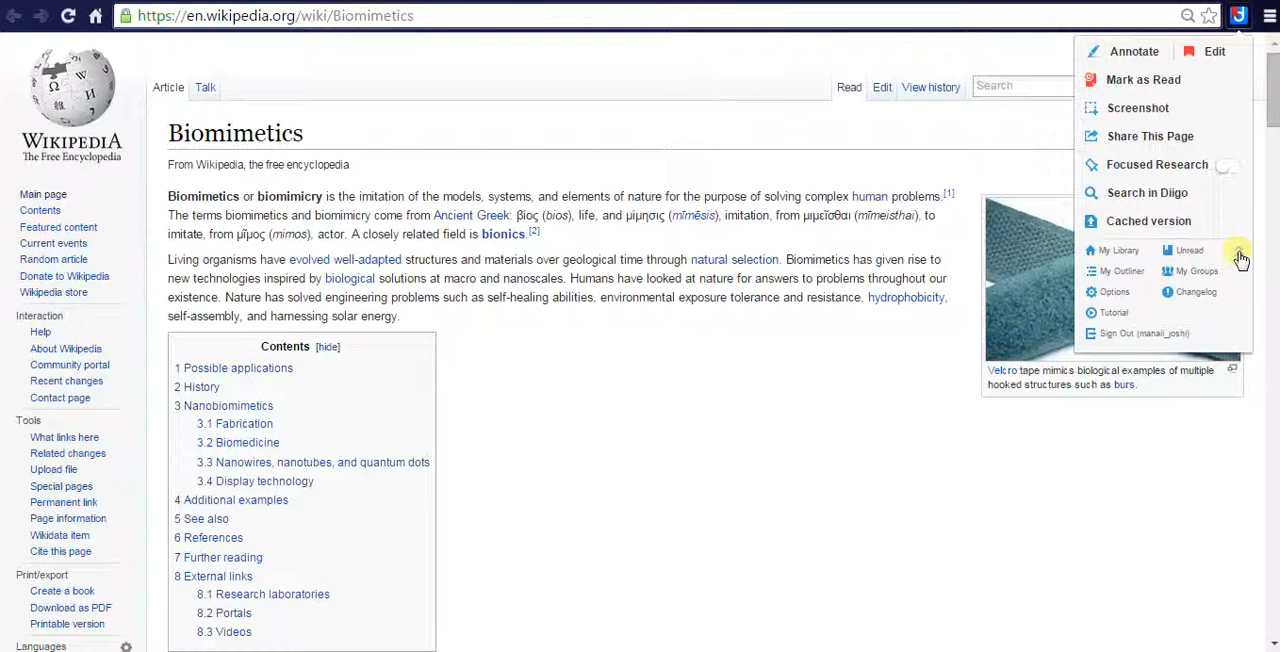 https://en.wikipedia.org/wiki/Biomimetics
WIKIPEDIA
The Free Encyclopedia
Main page
Contents
Featured content
Current events
Random article
Donate to Wikipedia
Wikipedia store
Interaction
Help
About Wikipedia
Community portal
Recent changes
Contact page
Tools
What links here
Related changes
Upload file
Special pages
Permanent link
Page information
Wikidata item
Cite this page
Print/export
Create a book
Download as PDF
Printable version
Languages
Article
Talk
Read
Edit
View history
Search
Biomimetics
From Wikipedia, the free encyclopedia
Biomimetics or biomimicry is the imitation of the models, systems, and elements of nature for the purpose of solving complex human problems.[1]
The terms biomimetics and biomimicry come from Ancient Greek: βίος (bios), life, and μίμησις (mīmēsis), imitation, from μιμεῖσθαι (mīmeisthai), to
imitate, from μῖμος (mimos), actor. A closely related field is bionics.[2]
Living organisms have evolved well-adapted structures and materials over geological time through natural selection. Biomimetics has given rise to
new technologies inspired by biological solutions at macro and nanoscales. Humans have looked at nature for answers to problems throughout our
existence. Nature has solved engineering problems such as self-healing abilities, environmental exposure tolerance and resistance, hydrophobicity,
self-assembly, and harnessing solar energy.
Contents [hide]
1 Possible applications
2 History
3 Nanobiomimetics
3.1 Fabrication
3.2 Biomedicine
3.3 Nanowires, nanotubes, and quantum dots
3.4 Display technology
4 Additional examples
5 See also
6 References
7 Further reading
8 External links
8.1 Research laboratories
8.2 Portals
8.3 Videos
Velcro tape mimics biological examples of multiple
hooked structures such as burs.
Annotate
Edit
Mark as Read
Screenshot
Share This Page
Focused Research
Search in Diigo
Cached version
My Library
Unread
My Outliner
My Groups
Options
Changelog
Tutorial
Sign Out (manali_joshi)